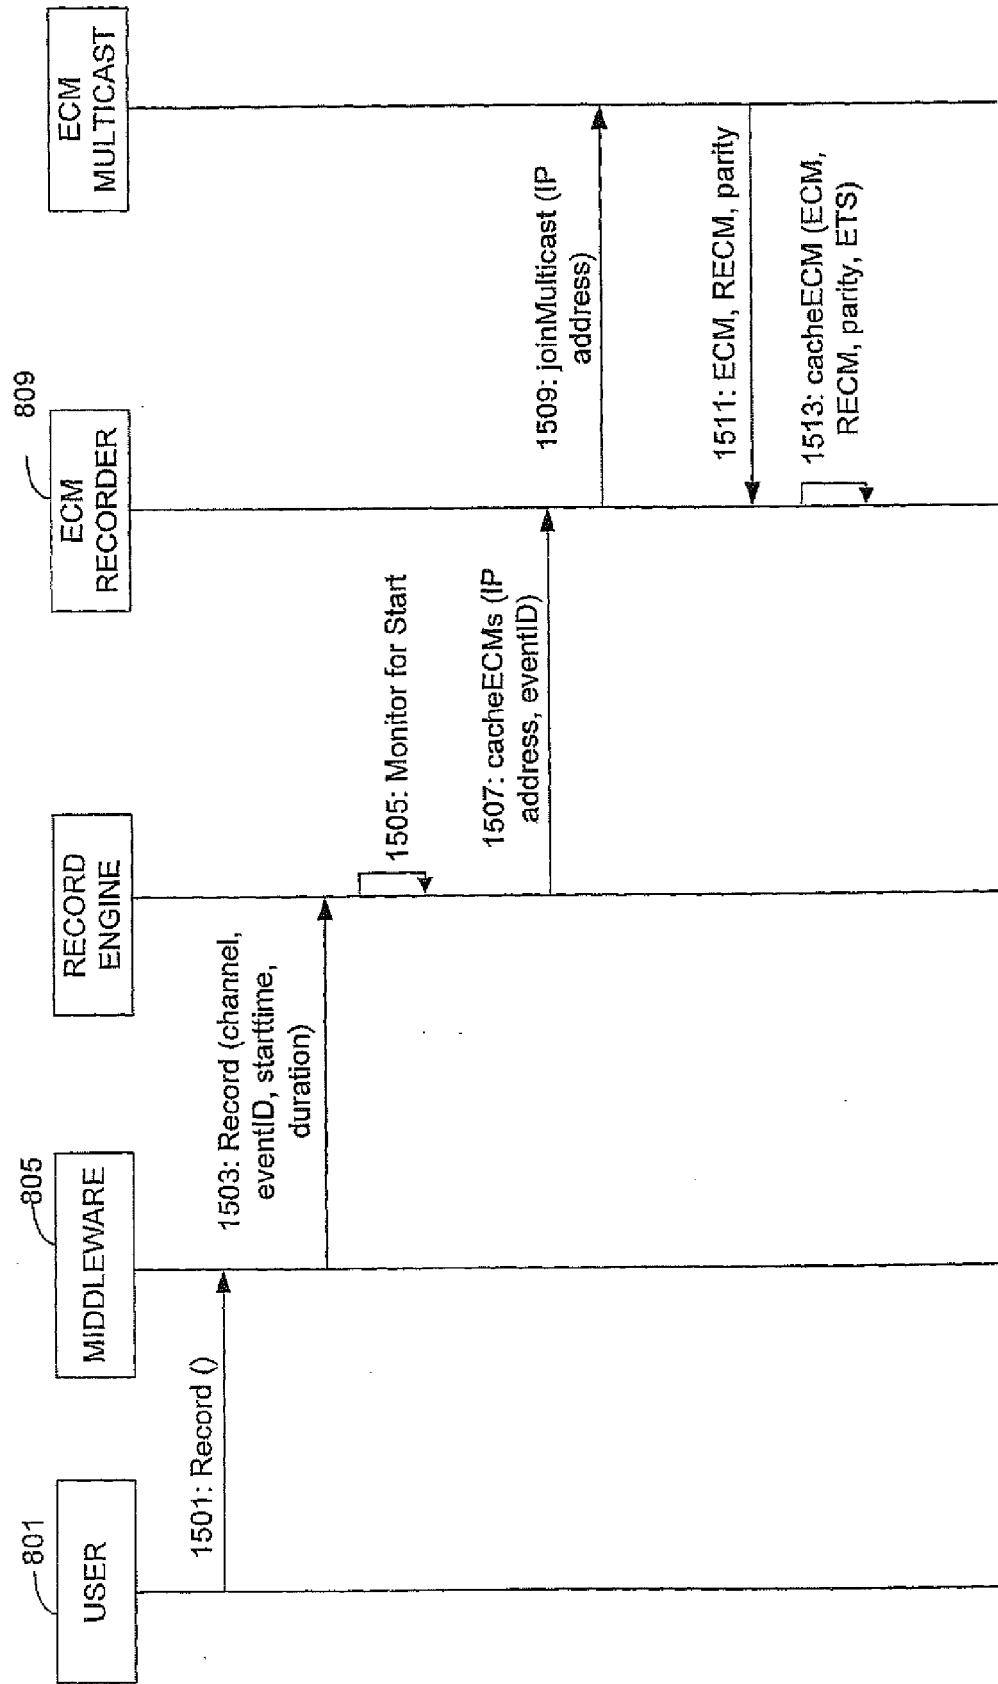 801
USER
805
MIDDLEWARE
RECORD
ENGINE
809
ECM
RECORDER
ECM
MULTICAST
1501: Record ()
1503: Record (channel,
eventID, starttime,
duration)
1505: Monitor for Start
1507: cacheECMs (IP
address, eventID)
1509: joinMulticast (IP
address)
1511: ECM, RECM, parity
1513: cacheECM (ECM,
RECM, parity, ETS)